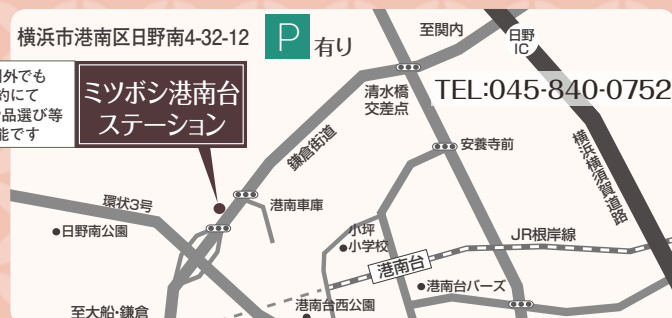 横浜市港南区日野南4-32-12
P 有り
外でも
約にて
品選び等
能です
ミツボシ港南台
ステーション
TEL:045-840-0752
至関内
日野
IC
清水橋
交差点
鎌倉街道
安養寺前
横浜横須賀道路
環状3号
港南車庫
日野南公園
小坪
小学校
JR根岸線
港南台
港南台バーズ
港南台西公園
至大船・鎌倉